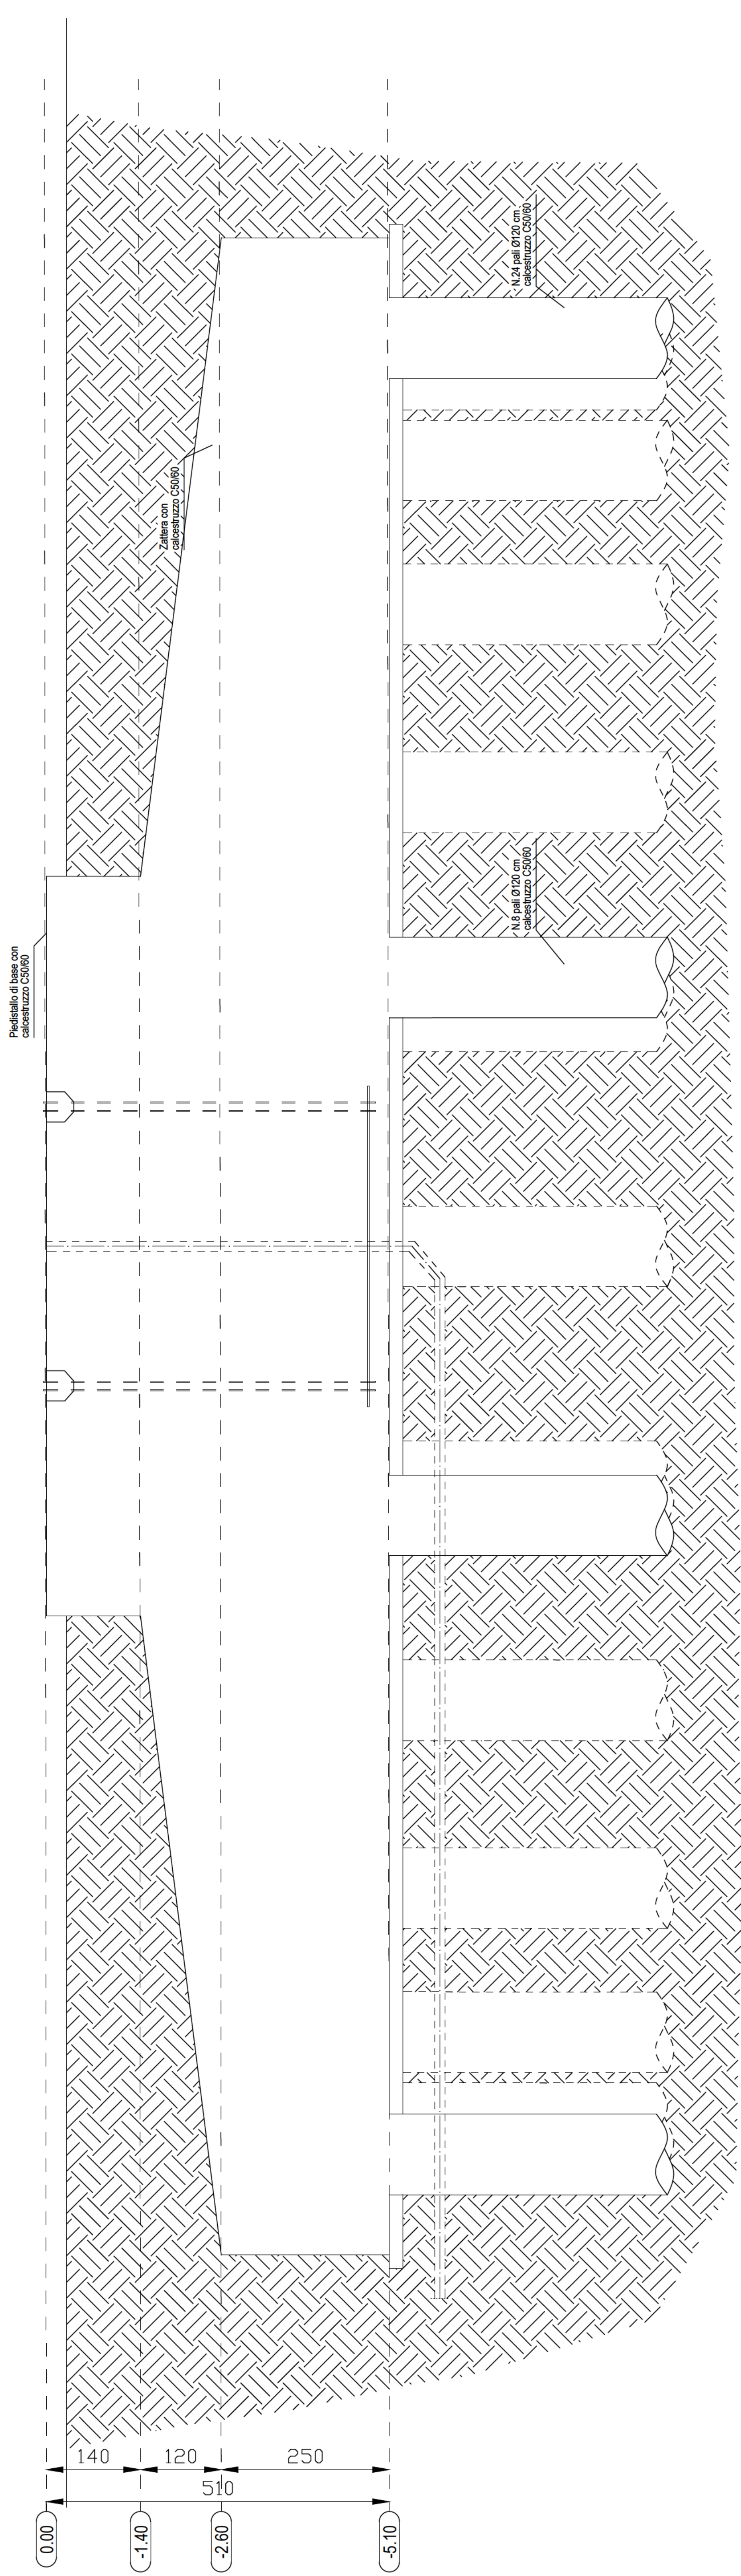 Piedistallo di base con
calcestruzzo C50/60
Zattera con
calcestruzzo C50/60
N.24 pali Ø120 cm
calcestruzzo C50/60
N.8 pali Ø120 cm
calcestruzzo C50/60
140
120
250
510
0.00
-1.40
-2.60
-5.10